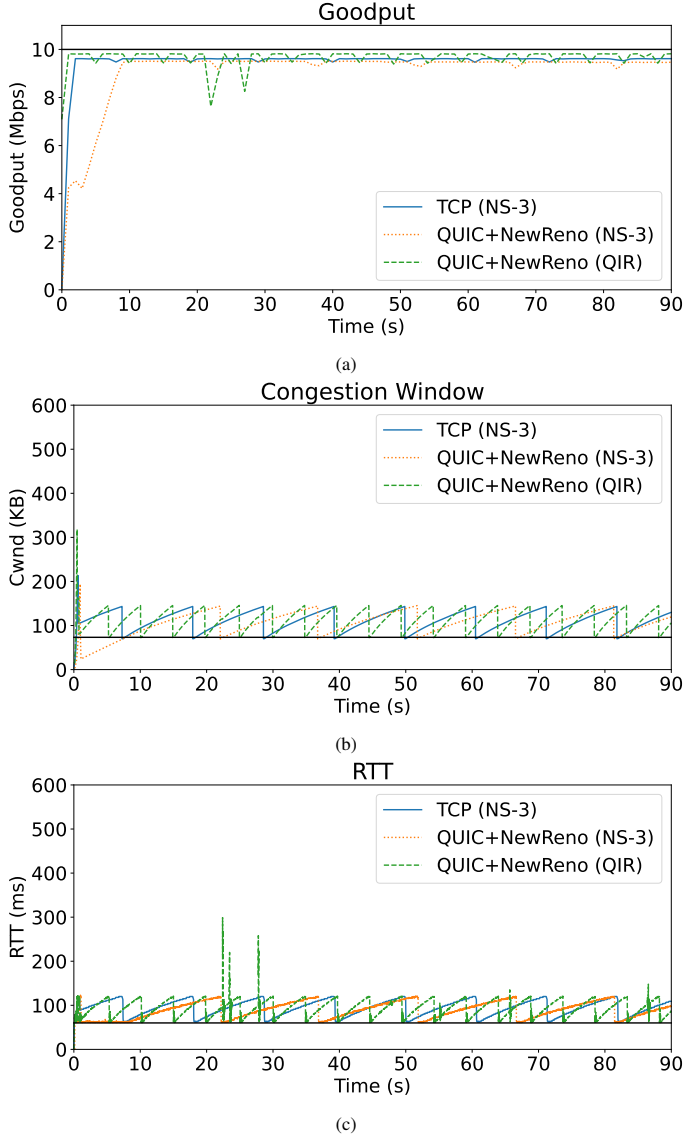 Goodput
10
8
6
4
2
0
Goodput (Mbps)
TCP (NS-3)
QUIC+NewReno (NS-3)
QUIC+NewReno (QIR)
0 10 20 30 40 50 60 70 80 90
Time (s)
(a)
Congestion Window
600
500
400
300
200
100
0
Cwnd (KB)
TCP (NS-3)
QUIC+NewReno (NS-3)
QUIC+NewReno (QIR)
0 10 20 30 40 50 60 70 80 90
Time (s)
(b)
RTT
600
500
400
300
200
100
0
RTT (ms)
TCP (NS-3)
QUIC+NewReno (NS-3)
QUIC+NewReno (QIR)
0 10 20 30 40 50 60 70 80 90
Time (s)
(c)